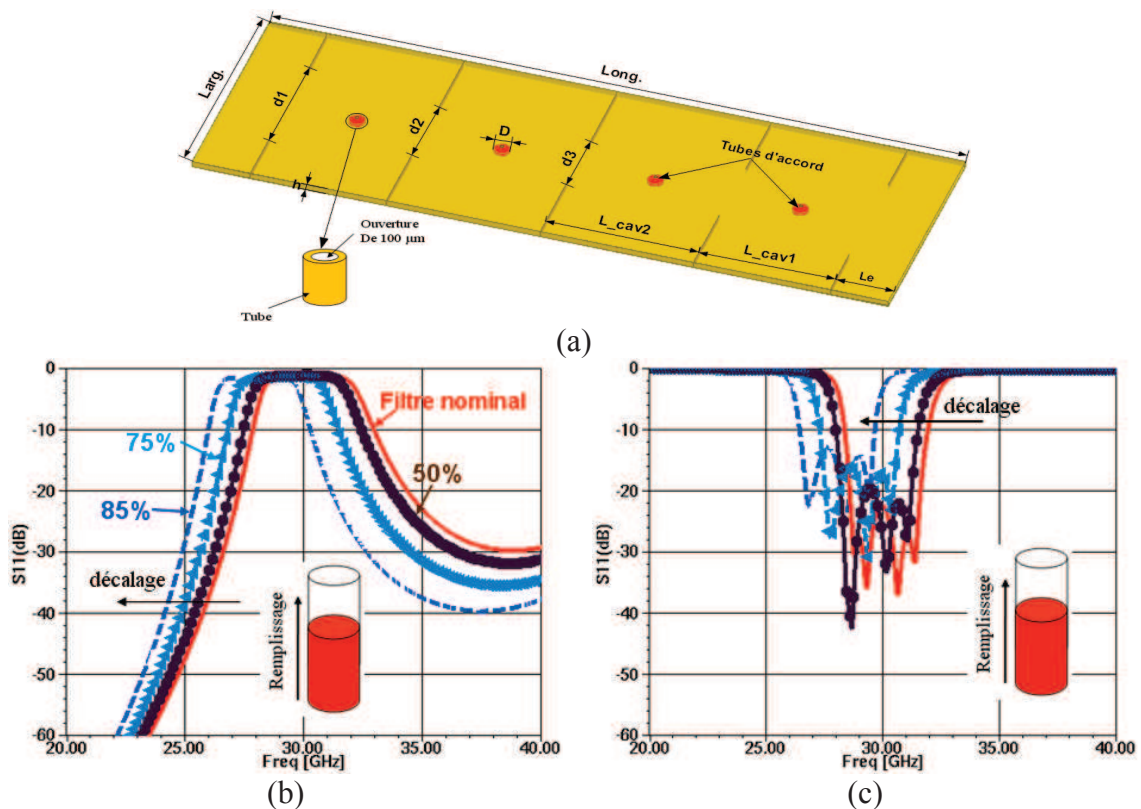 Long.
Larg.
d1
d2
D
d3
Tubes d'accord
h
L_cav2
L_cav1
Le
Ouverture
De 100 µm
Tube
(a)
0
-10
-20
-30
-40
-50
-60
S11(dB)
Filtre nominal
75%
50%
85%
décalage
Remplissage
20.00
25.00
30.00
35.00
40.00
Freq [GHz]
(b)
0
-10
-20
-30
-40
-50
-60
S11(dB)
décalage
Remplissage
20.00
25.00
30.00
35.00
40.00
Freq [GHz]
(c)